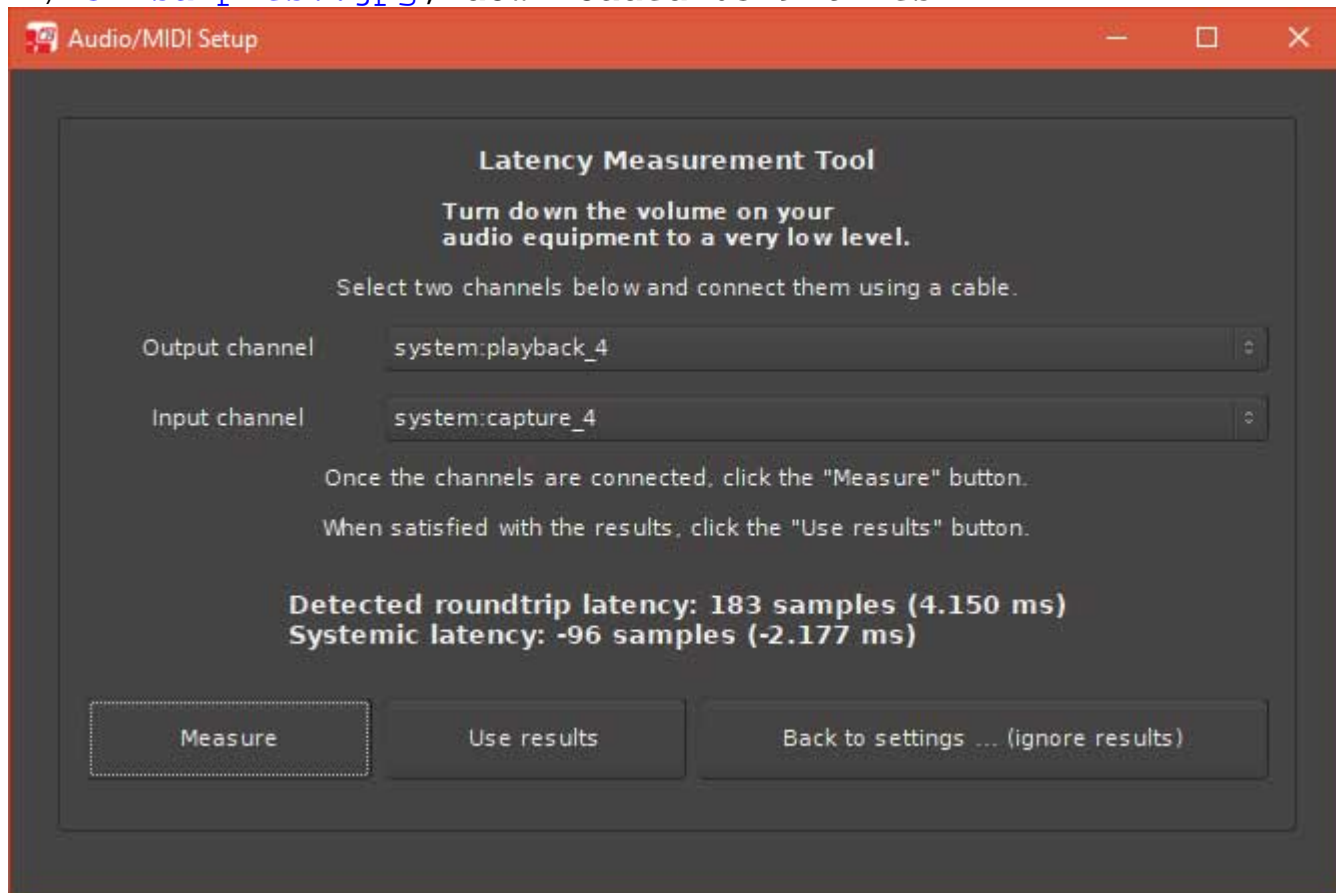 Audio/MIDI Setup
Latency Measurement Tool
Turn down the volume on your
audio equipment to a very low level.
Select two channels below and connect them using a cable.
Output channel system:playback_4
Input channel system:capture_4
Once the channels are connected, click the "Measure" button.
When satisfied with the results, click the "Use results" button.
Detected roundtrip latency: 183 samples (4.150 ms)
Systemic latency: -96 samples (-2.177 ms)
Measure Use results Back to settings ... (ignore results)